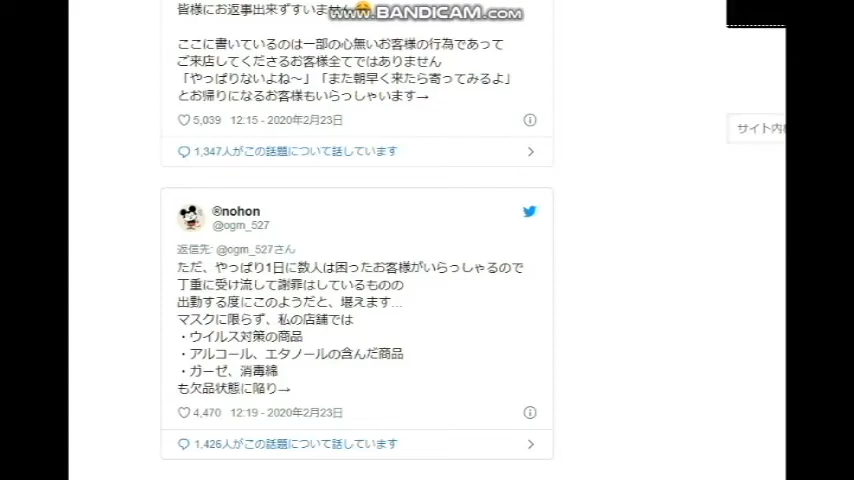 皆様にお返事出来ずすいません
www.BANDICAM.com
ここに書いているのは一部の心無いお客様の行為であって
ご来店してくださるお客様全てではありません
「やっぱりないよね〜」「また朝早く来たら寄ってみるよ」
とお帰りになるお客様もいらっしゃいます→
5,039 12:15 - 2020年2月23日
1,347人がこの話題について話しています
サイト内
®nohon
@ogm_527
返信先: @ogm_527さん
ただ、やっぱり1日に数人は困ったお客様がいらっしゃるので
丁重に受け流して謝罪はしているものの
出勤する度にこのようだと、堪えます…
マスクに限らず、私の店舗では
・ウイルス対策の商品
・アルコール、エタノールの含んだ商品
・ガーゼ、消毒綿
も欠品状態に陥り→
4,470 12:19 - 2020年2月23日
1,426人がこの話題について話しています